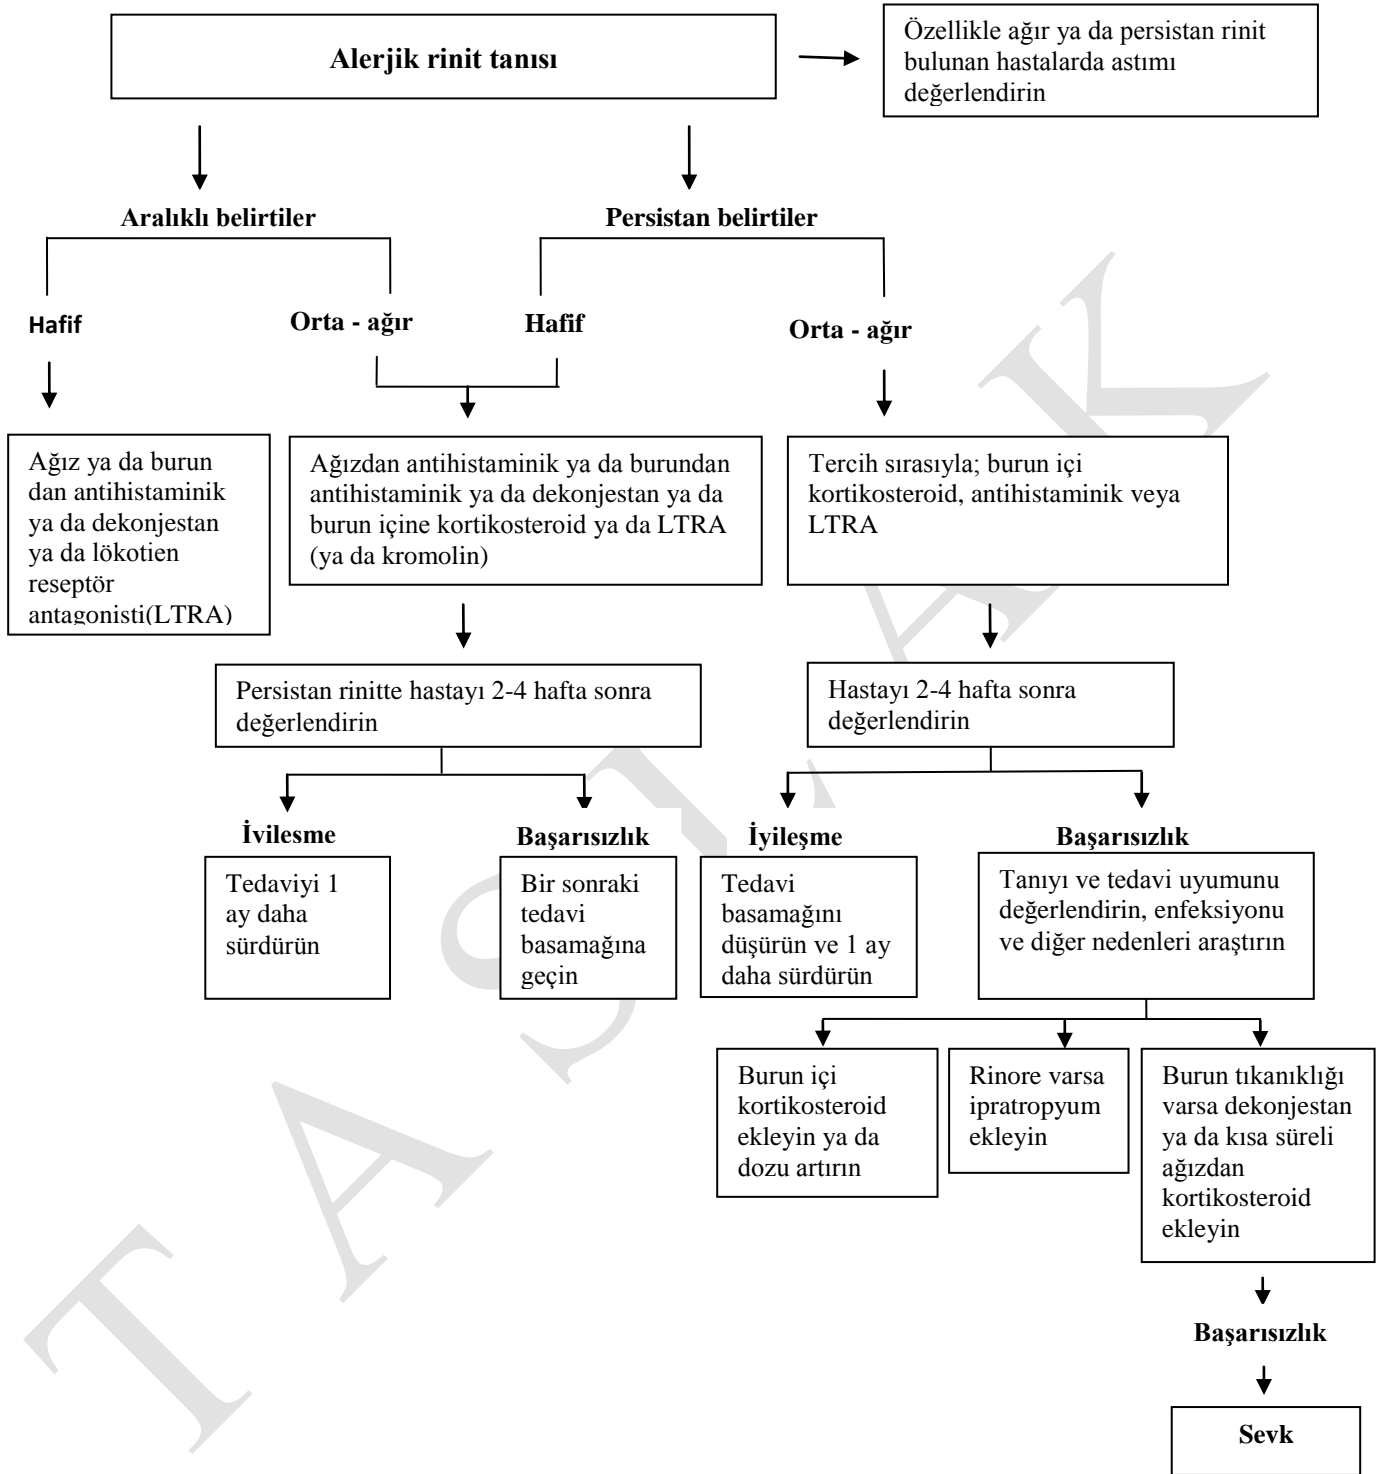 Alerjik rinit tanısı
Özellikle ağır ya da persistan rinit
bulunan hastalarda astımı
değerlendirin
Aralıklı belirtiler
Persistan belirtiler
Hafif
Orta - ağır
Hafif
Orta - ağır
Ağız ya da burun
dan antihistaminik
ya da dekonjestan
ya da lökotien
reseptör
antagonisti(LTRA)
Ağızdan antihistaminik ya da burundan
antihistaminik ya da dekonjestan ya da
burun içine kortikosteroid ya da LTRA
(ya da kromolin)
Tercih sırasıyla; burun içi
kortikosteroid, antihistaminik veya
LTRA
Persistan rinitte hastayı 2-4 hafta sonra
değerlendirin
Hastayı 2-4 hafta sonra
değerlendirin
İvilesme
Başarısızlık
İyileşme
Başarısızlık
Tedaviyi 1
ay daha
sürdürün
Bir sonraki
tedavi
basamağına
geçin
Tedavi
basamağını
düşürün ve 1 ay
daha sürdürün
Tanıyı ve tedavi uyumunu
değerlendirin, enfeksiyonu
ve diğer nedenleri araştırın
Burun içi
kortikosteroid
ekleyin ya da
dozu artırın
Rinore varsa
ipratropyum
ekleyin
Burun tıkanıklığı
varsa dekonjestan
ya da kısa süreli
ağızdan
kortikosteroid
ekleyin
Başarısızlık
Sevk
TASLAK